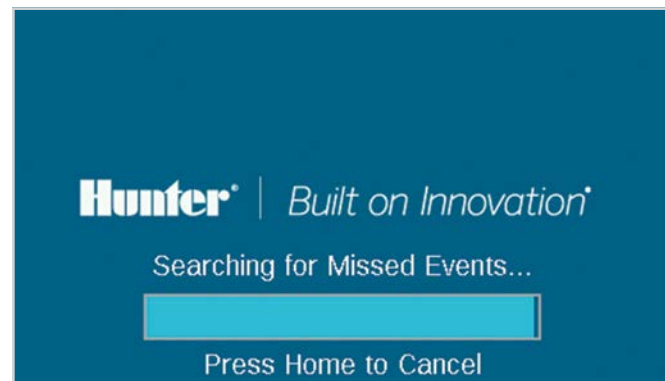 Hunter® | Built on Innovation®
Searching for Missed Events...
Press Home to Cancel